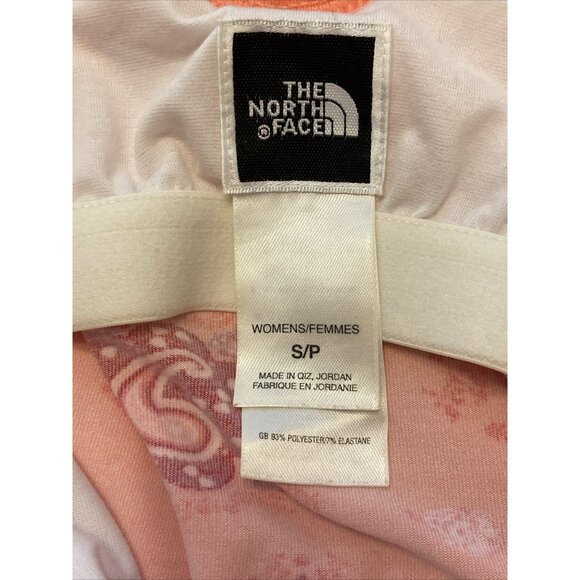 THE
NORTH
® FACE
WOMENS/FEMMES
S/P
MADE IN QIZ, JORDAN
FABRIQUE EN JORDANIE
GB 93% POLYESTER/7% ELASTANE